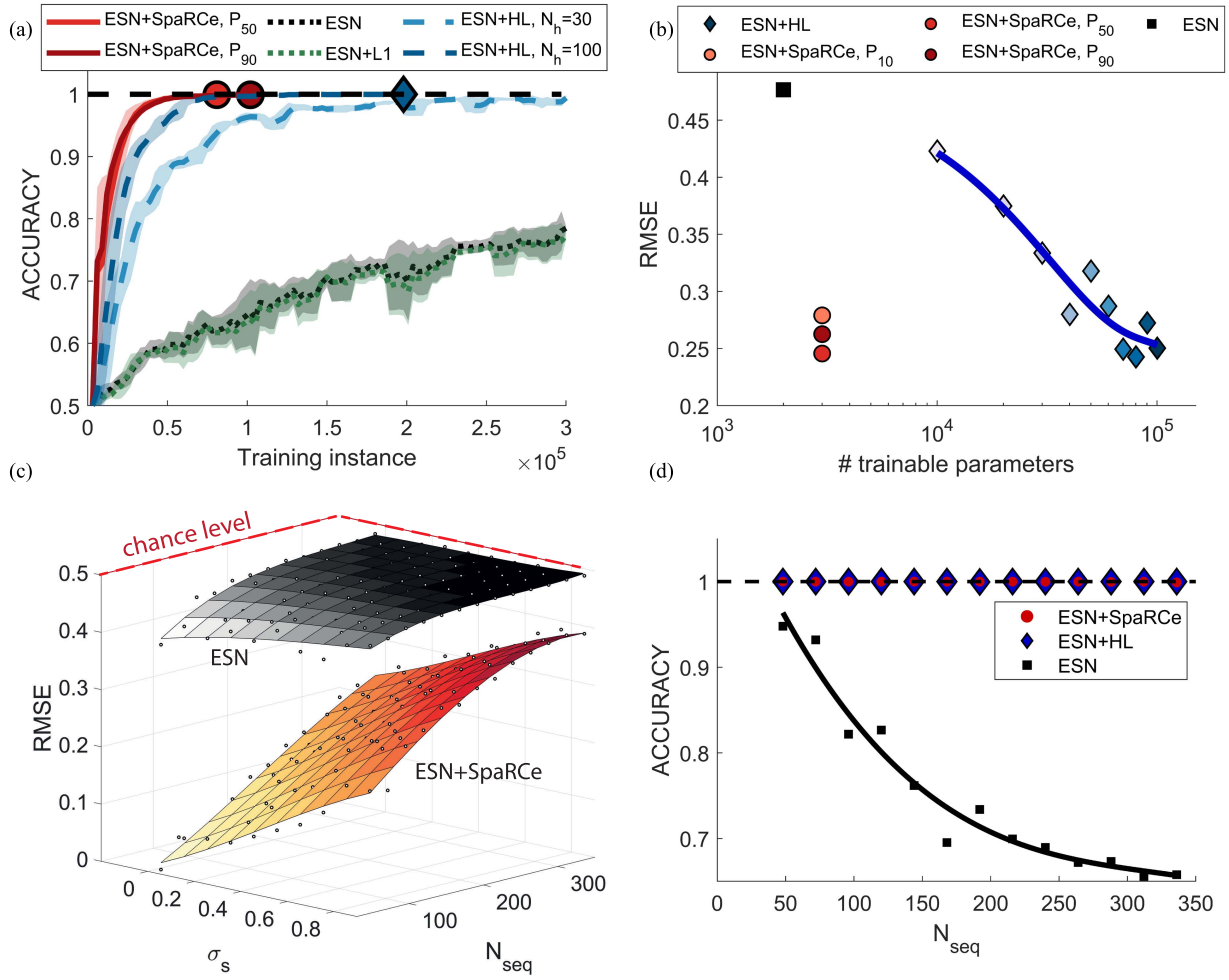 (a)
ESN+SpaRCe, P50
ESN
ESN+HL, Nh=30
ESN+SpaRCe, P90
ESN+L1
ESN+HL, Nh=100
1
0.9
0.8
0.7
0.6
0.5
ACCURACY
0
0.5
1
1.5
2
2.5
3
Training instance
× 10^5
(b)
ESN+HL
ESN+SpaRCe, P50
ESN
ESN+SpaRCe, P10
ESN+SpaRCe, P90
0.45
0.4
0.35
0.3
0.25
0.2
RMSE
10^3
10^4
10^5
# trainable parameters
(c)
chance level
0.5
0.4
0.3
0.2
0.1
0
RMSE
ESN
ESN+SpaRCe
0
0.2
0.4
0.6
0.8
σs
100
200
300
Nseq
(d)
1
0.9
0.8
0.7
ACCURACY
ESN+SpaRCe
ESN+HL
ESN
0
50
100
150
200
250
300
350
Nseq